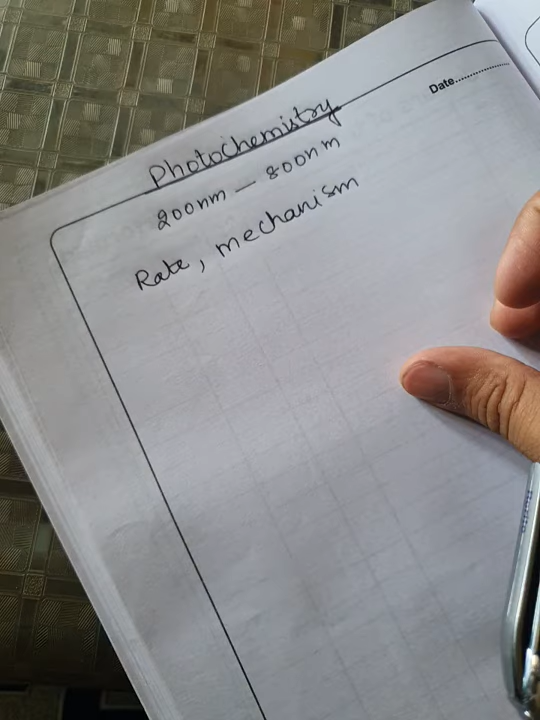 Date...............
Photochemistry
200nm — 800nm
Rate, mechanism